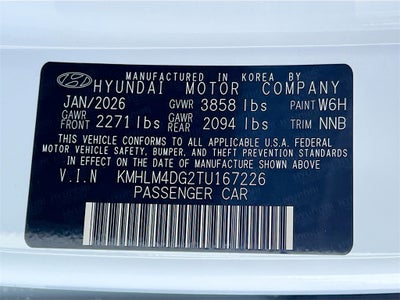 MANUFACTURED IN KOREA BY
HYUNDAI MOTOR COMPANY
JAN/2026 GVWR 3858 lbs PAINT W6H
GAWR FRONT 2271 lbs GAWR REAR 2094 lbs TRIM NNB
THIS VEHICLE CONFORMS TO ALL APPLICABLE U.S.A. FEDERAL
MOTOR VEHICLE SAFETY, BUMPER, AND THEFT PREVENTION
STANDARDS IN EFFECT ON THE DATE OF MANUFACTURE SHOWN ABOVE
V.I.N KMHLM4DG2TU167226
PASSENGER CAR